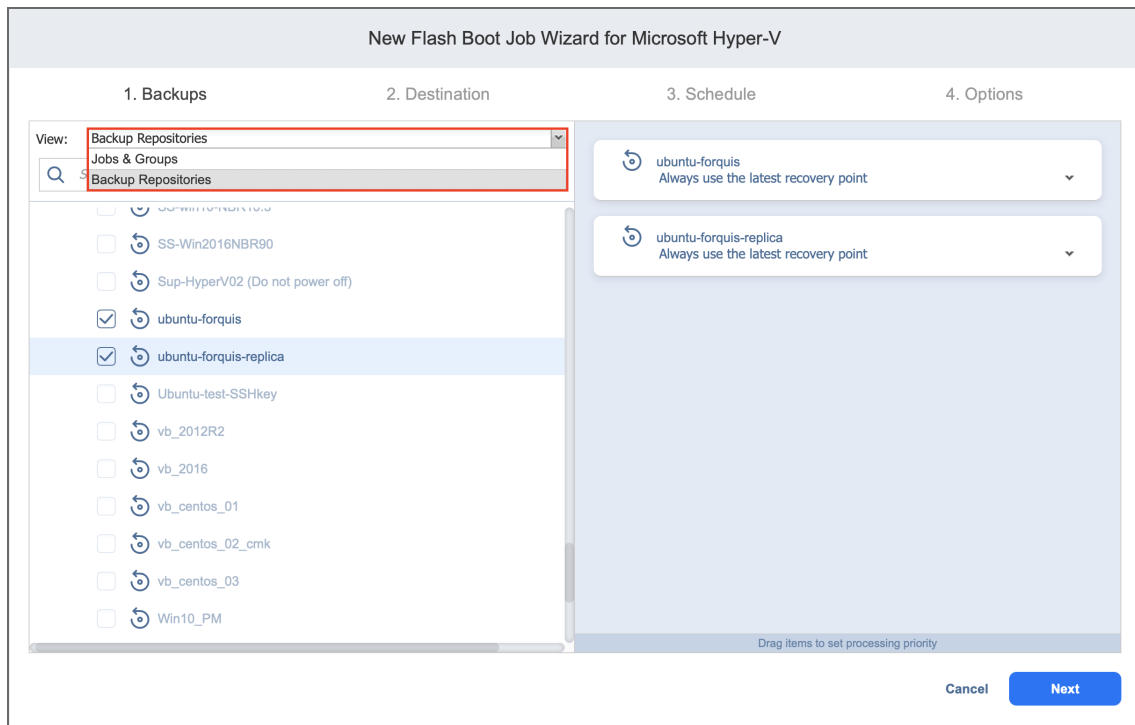 New Flash Boot Job Wizard for Microsoft Hyper-V
1. Backups
2. Destination
3. Schedule
4. Options
View:
Backup Repositories
Jobs & Groups
Backup Repositories
SS-Win2016NBR90
Sup-HyperV02 (Do not power off)
ubuntu-forquis
ubuntu-forquis-replica
Ubuntu-test-SSHkey
vb_2012R2
vb_2016
vb_centos_01
vb_centos_02_cmk
vb_centos_03
Win10_PM
ubuntu-forquis
Always use the latest recovery point
ubuntu-forquis-replica
Always use the latest recovery point
Drag items to set processing priority
Cancel
Next